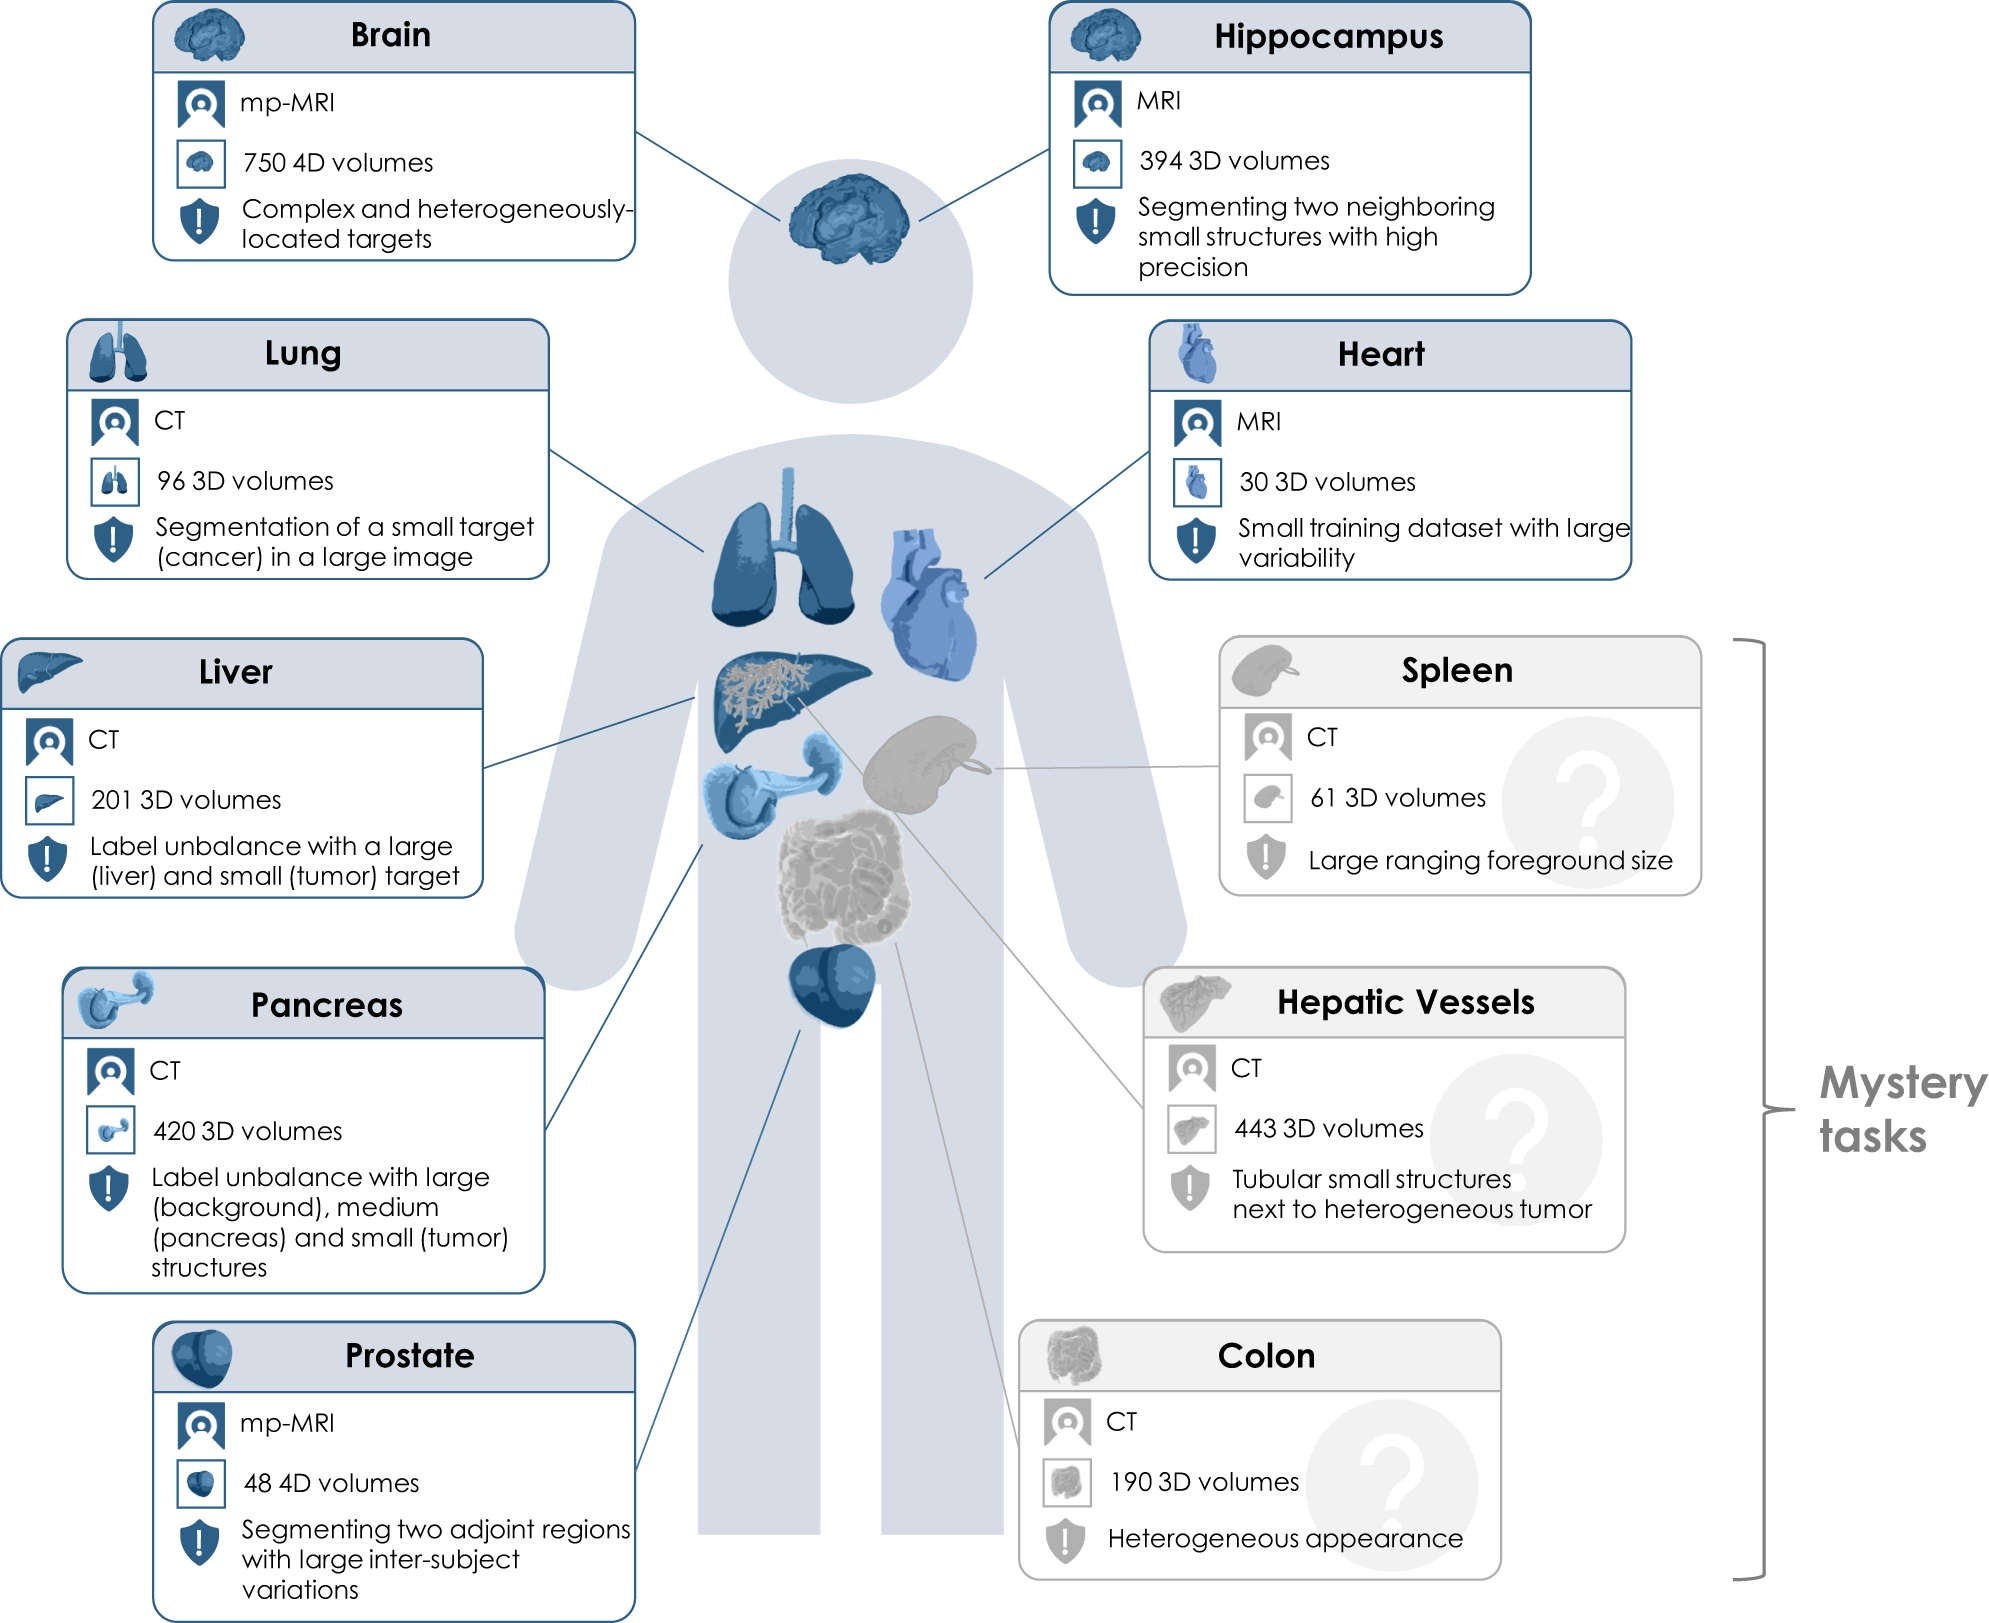 Brain
mp-MRI
750 4D volumes
Complex and heterogeneously-
located targets
Hippocampus
MRI
394 3D volumes
Segmenting two neighboring
small structures with high
precision
Lung
CT
96 3D volumes
Segmentation of a small target
(cancer) in a large image
Heart
MRI
30 3D volumes
Small training dataset with large
variability
Liver
CT
201 3D volumes
Label unbalance with a large
(liver) and small (tumor) target
Spleen
CT
61 3D volumes
Large ranging foreground size
?
Pancreas
CT
420 3D volumes
Label unbalance with large
(background), medium
(pancreas) and small (tumor)
structures
Hepatic Vessels
CT
443 3D volumes
Tubular small structures
next to heterogeneous tumor
?
Mystery
tasks
Prostate
mp-MRI
48 4D volumes
Segmenting two adjoint regions
with large inter-subject
variations
Colon
CT
190 3D volumes
Heterogeneous appearance
?